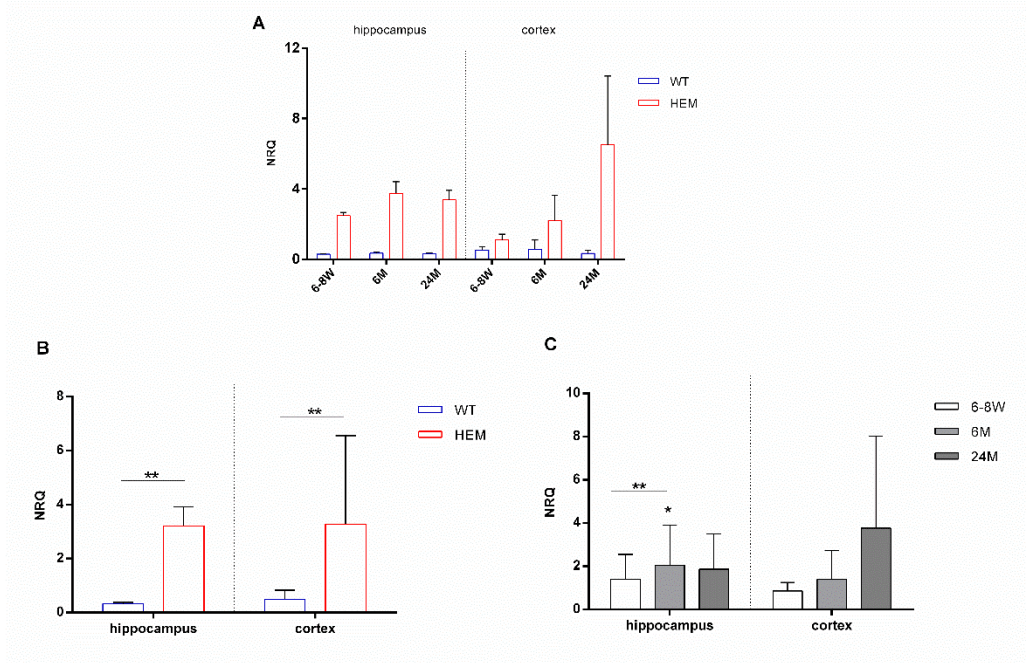 A
hippocampus cortex
12
8
4
0
NRQ
WT
HEM
6-8W 6M 24M 6-8W 6M 24M
B
8
6
4
2
0
NRQ
** **
WT
HEM
hippocampus cortex
C
10
8
6
4
2
0
NRQ
**
*
6-8W
6M
24M
hippocampus cortex